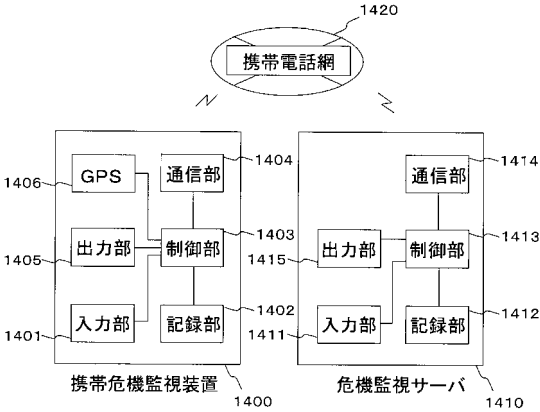 1420
携帯電話網
1406
GPS
通信部
1404
通信部
1414
1405
出力部
制御部
1403
1415
出力部
制御部
1413
1401
入力部
記録部
1402
1411
入力部
記録部
1412
携帯危機監視装置
1400
危機監視サーバ
1410